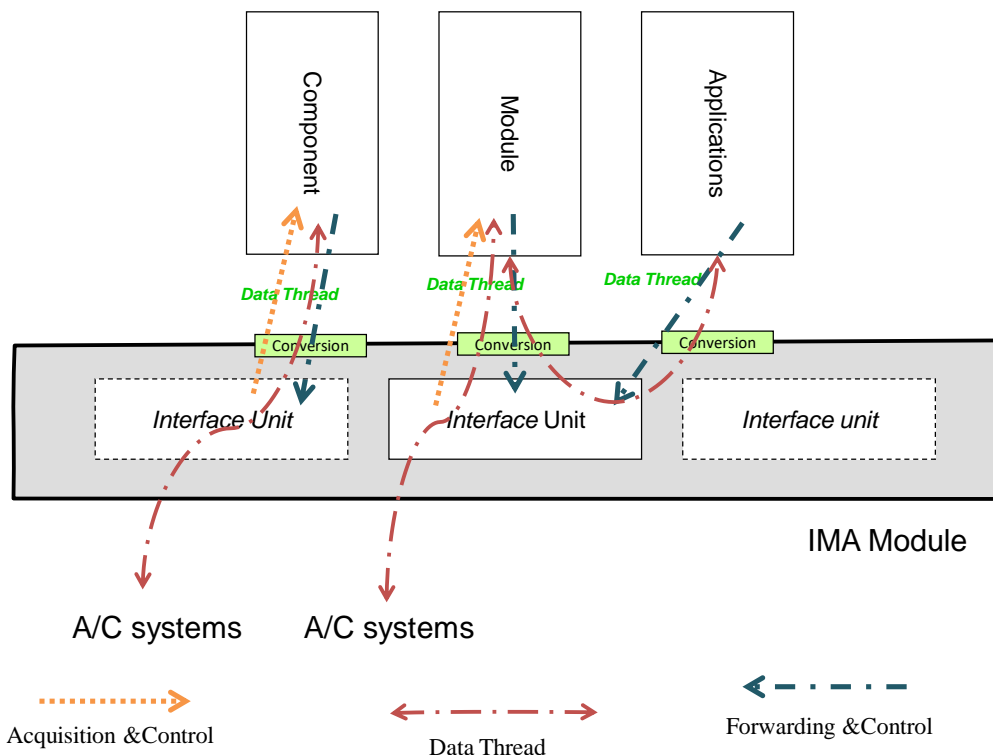 Component
Module
Applications
Data Thread
Data Thread
Data Thread
Conversion
Conversion
Conversion
Interface Unit
Interface Unit
Interface unit
IMA Module
A/C systems
A/C systems
Acquisition &Control
Data Thread
Forwarding &Control